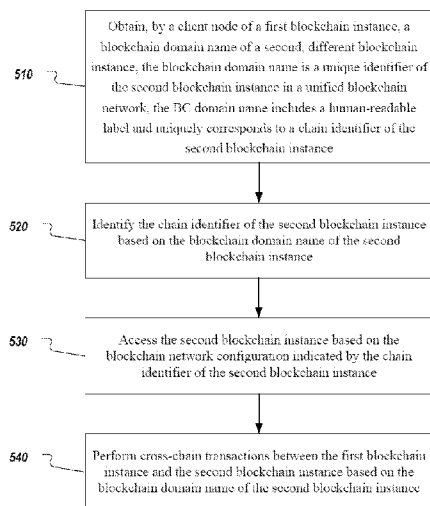 Obtain, by a client node of a first blockchain instance, a
blockchain domain name of a second, different blockchain
instance, the blockchain domain name is a unique identifier of
the second blockchain instance in a unified blockchain
network, the BC domain name includes a human-readable
label and uniquely corresponds to a chain identifier of the
second blockchain instance
510
Identify the chain identifier of the second blockchain instance
based on the blockchain domain name of the second
blockchain instance
520
Access the second blockchain instance based on the
blockchain network configuration indicated by the chain
identifier of the second blockchain instance
530
Perform cross-chain transactions between the first blockchain
instance and the second blockchain instance based on the
blockchain domain name of the second blockchain instance
540